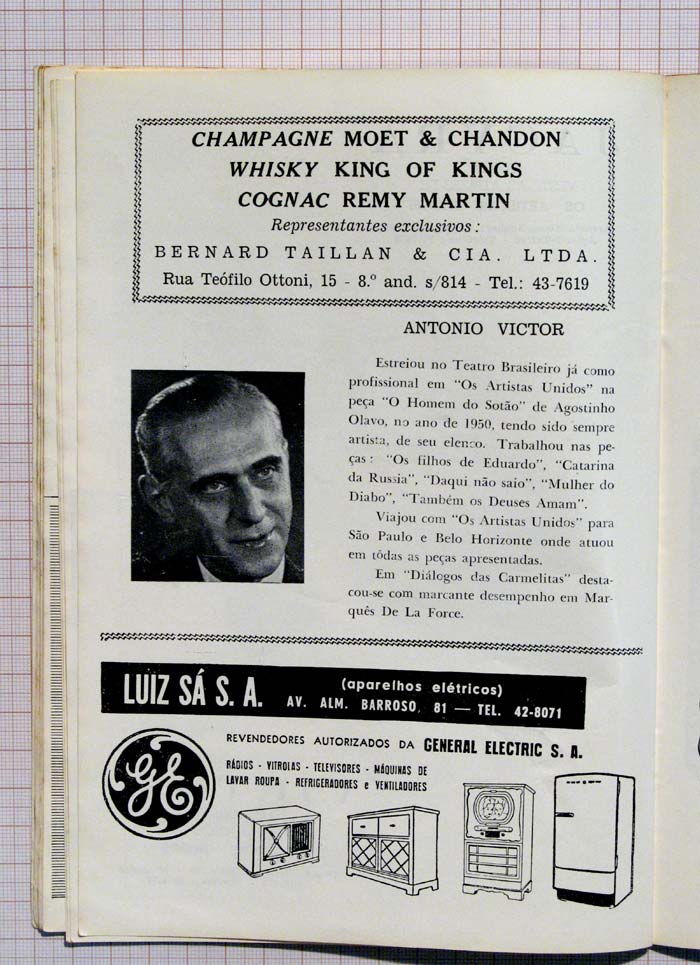 CHAMPAGNE MOET & CHANDON
WHISKY KING OF KINGS
COGNAC REMY MARTIN
Representantes exclusivos:
BERNARD TAILLAN & CIA. LTDA.
Rua Teófilo Ottoni, 15 - 8.º and. s/814 - Tel.: 43-7619
ANTONIO VICTOR
Estreiou no Teatro Brasileiro já como
profissional em "Os Artistas Unidos" na
peça "O Homem do Sotão" de Agostinho
Olavo, no ano de 1950, tendo sido sempre
artista, de seu elenco. Trabalhou nas pe-
ças: "Os filhos de Eduardo", "Catarina
da Russia", "Daqui não saio", "Mulher do
Diabo", "Também os Deuses Amam".
Viajou com "Os Artistas Unidos" para
São Paulo e Belo Horizonte onde atuou
em tôdas as peças apresentadas.
Em "Diálogos das Carmelitas" desta-
cou-se com marcante desempenho em Mar-
quês De La Force.
LUIZ SÁ S. A.
(aparelhos elétricos)
AV. ALM. BARROSO, 81 — TEL. 42-8071
GE
REVENDEDORES AUTORIZADOS DA GENERAL ELECTRIC S. A.
RÁDIOS - VITROLAS - TELEVISORES - MÁQUINAS DE
LAVAR ROUPA - REFRIGERADORES e VENTILADORES